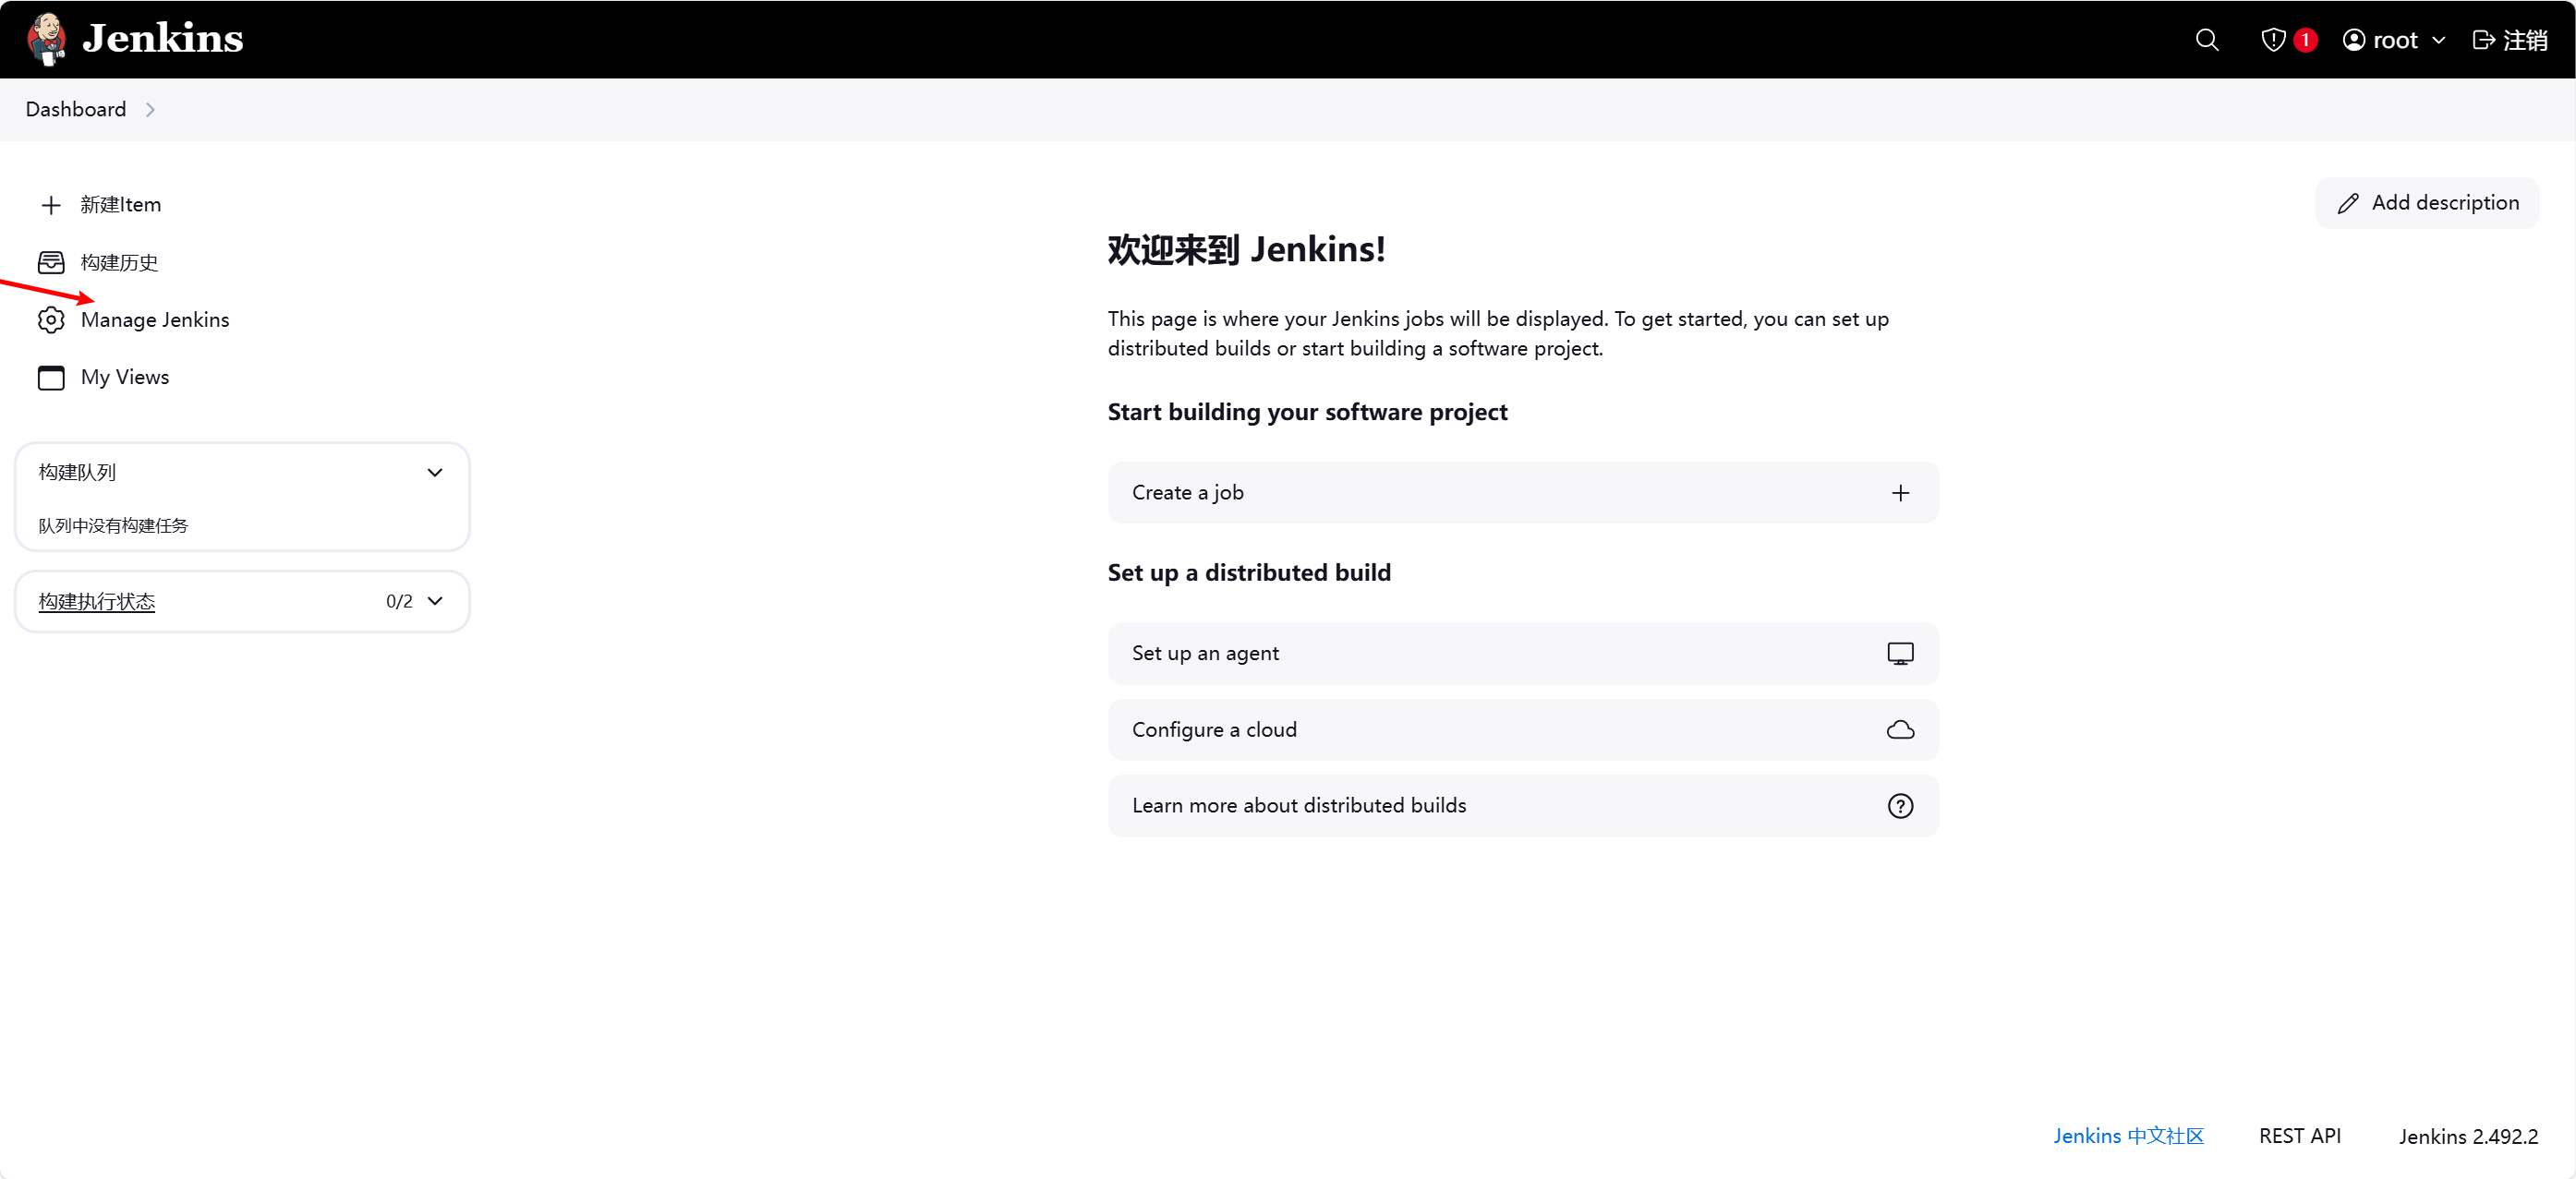 Jenkins
1
root
注销
Dashboard
新建Item
构建历史
Manage Jenkins
My Views
构建队列
队列中没有构建任务
构建执行状态
0/2
Add description
欢迎来到 Jenkins!
This page is where your Jenkins jobs will be displayed. To get started, you can set up
distributed builds or start building a software project.
Start building your software project
Create a job
Set up a distributed build
Set up an agent
Configure a cloud
Learn more about distributed builds
Jenkins 中文社区
REST API
Jenkins 2.492.2